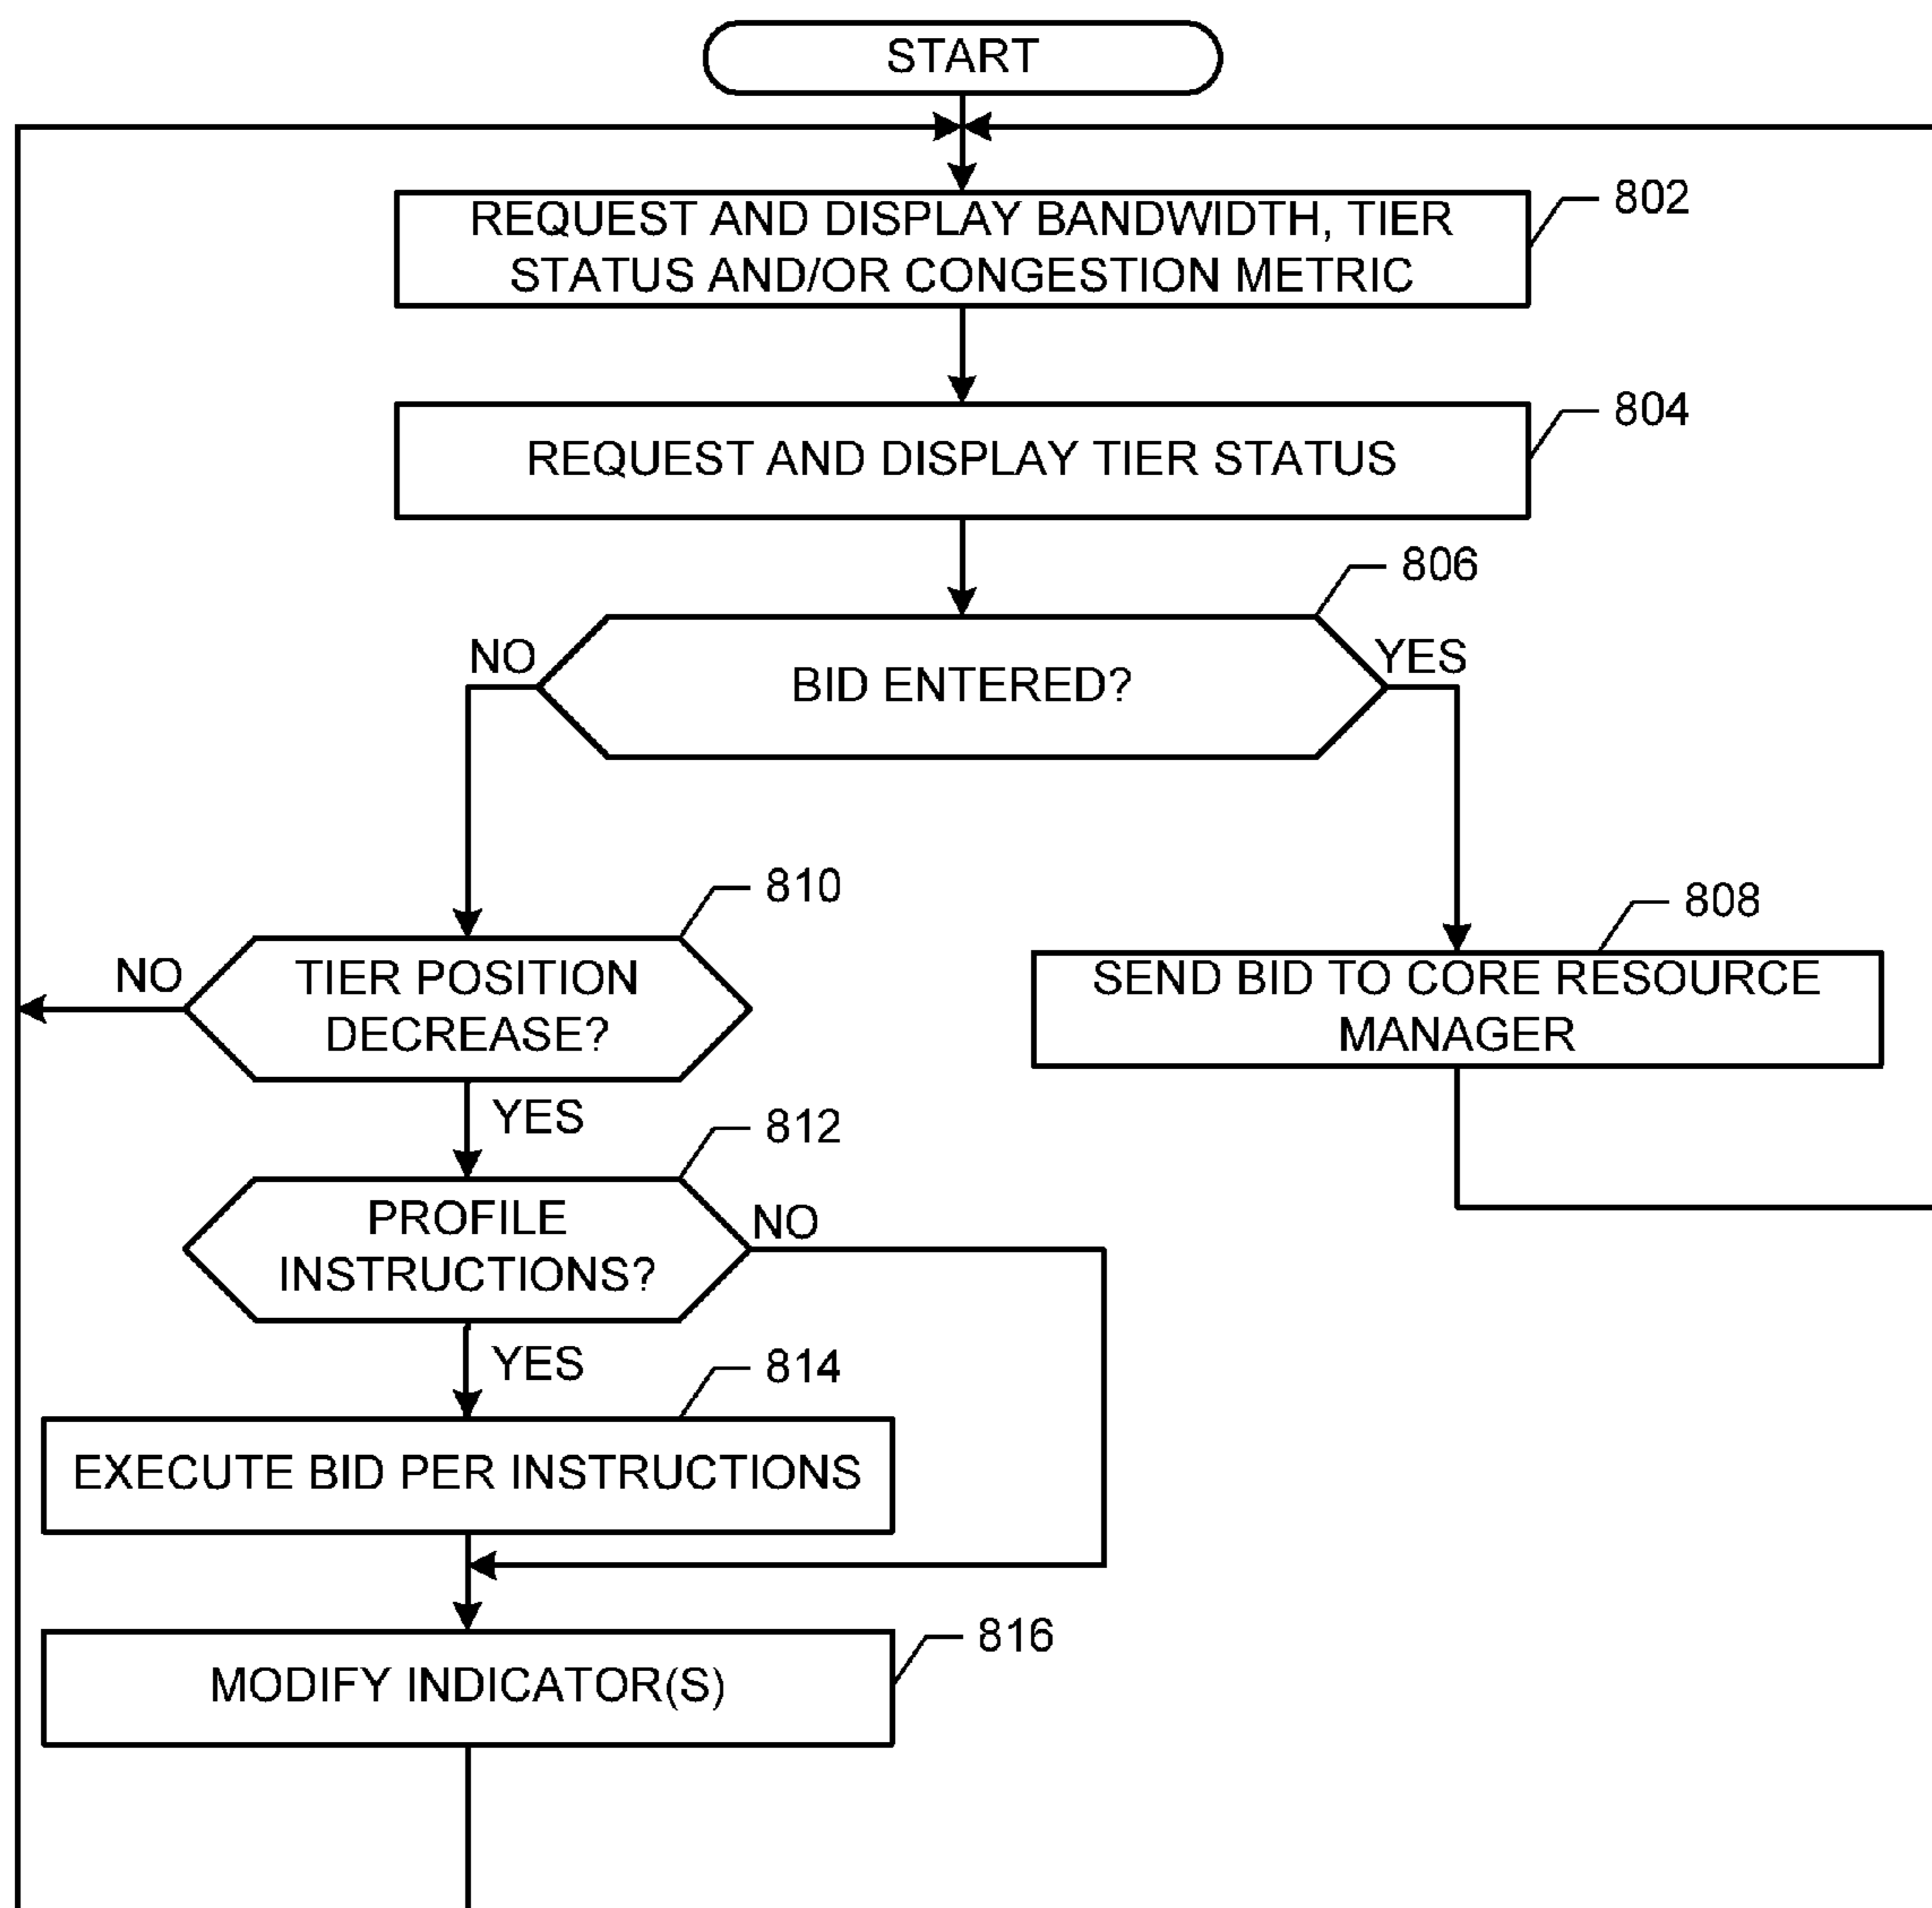 START
REQUEST AND DISPLAY BANDWIDTH, TIER
STATUS AND/OR CONGESTION METRIC
802
REQUEST AND DISPLAY TIER STATUS
804
806
NO
BID ENTERED?
YES
810
808
NO
TIER POSITION
DECREASE?
SEND BID TO CORE RESOURCE
MANAGER
YES
812
PROFILE
INSTRUCTIONS?
NO
YES
814
EXECUTE BID PER INSTRUCTIONS
816
MODIFY INDICATOR(S)